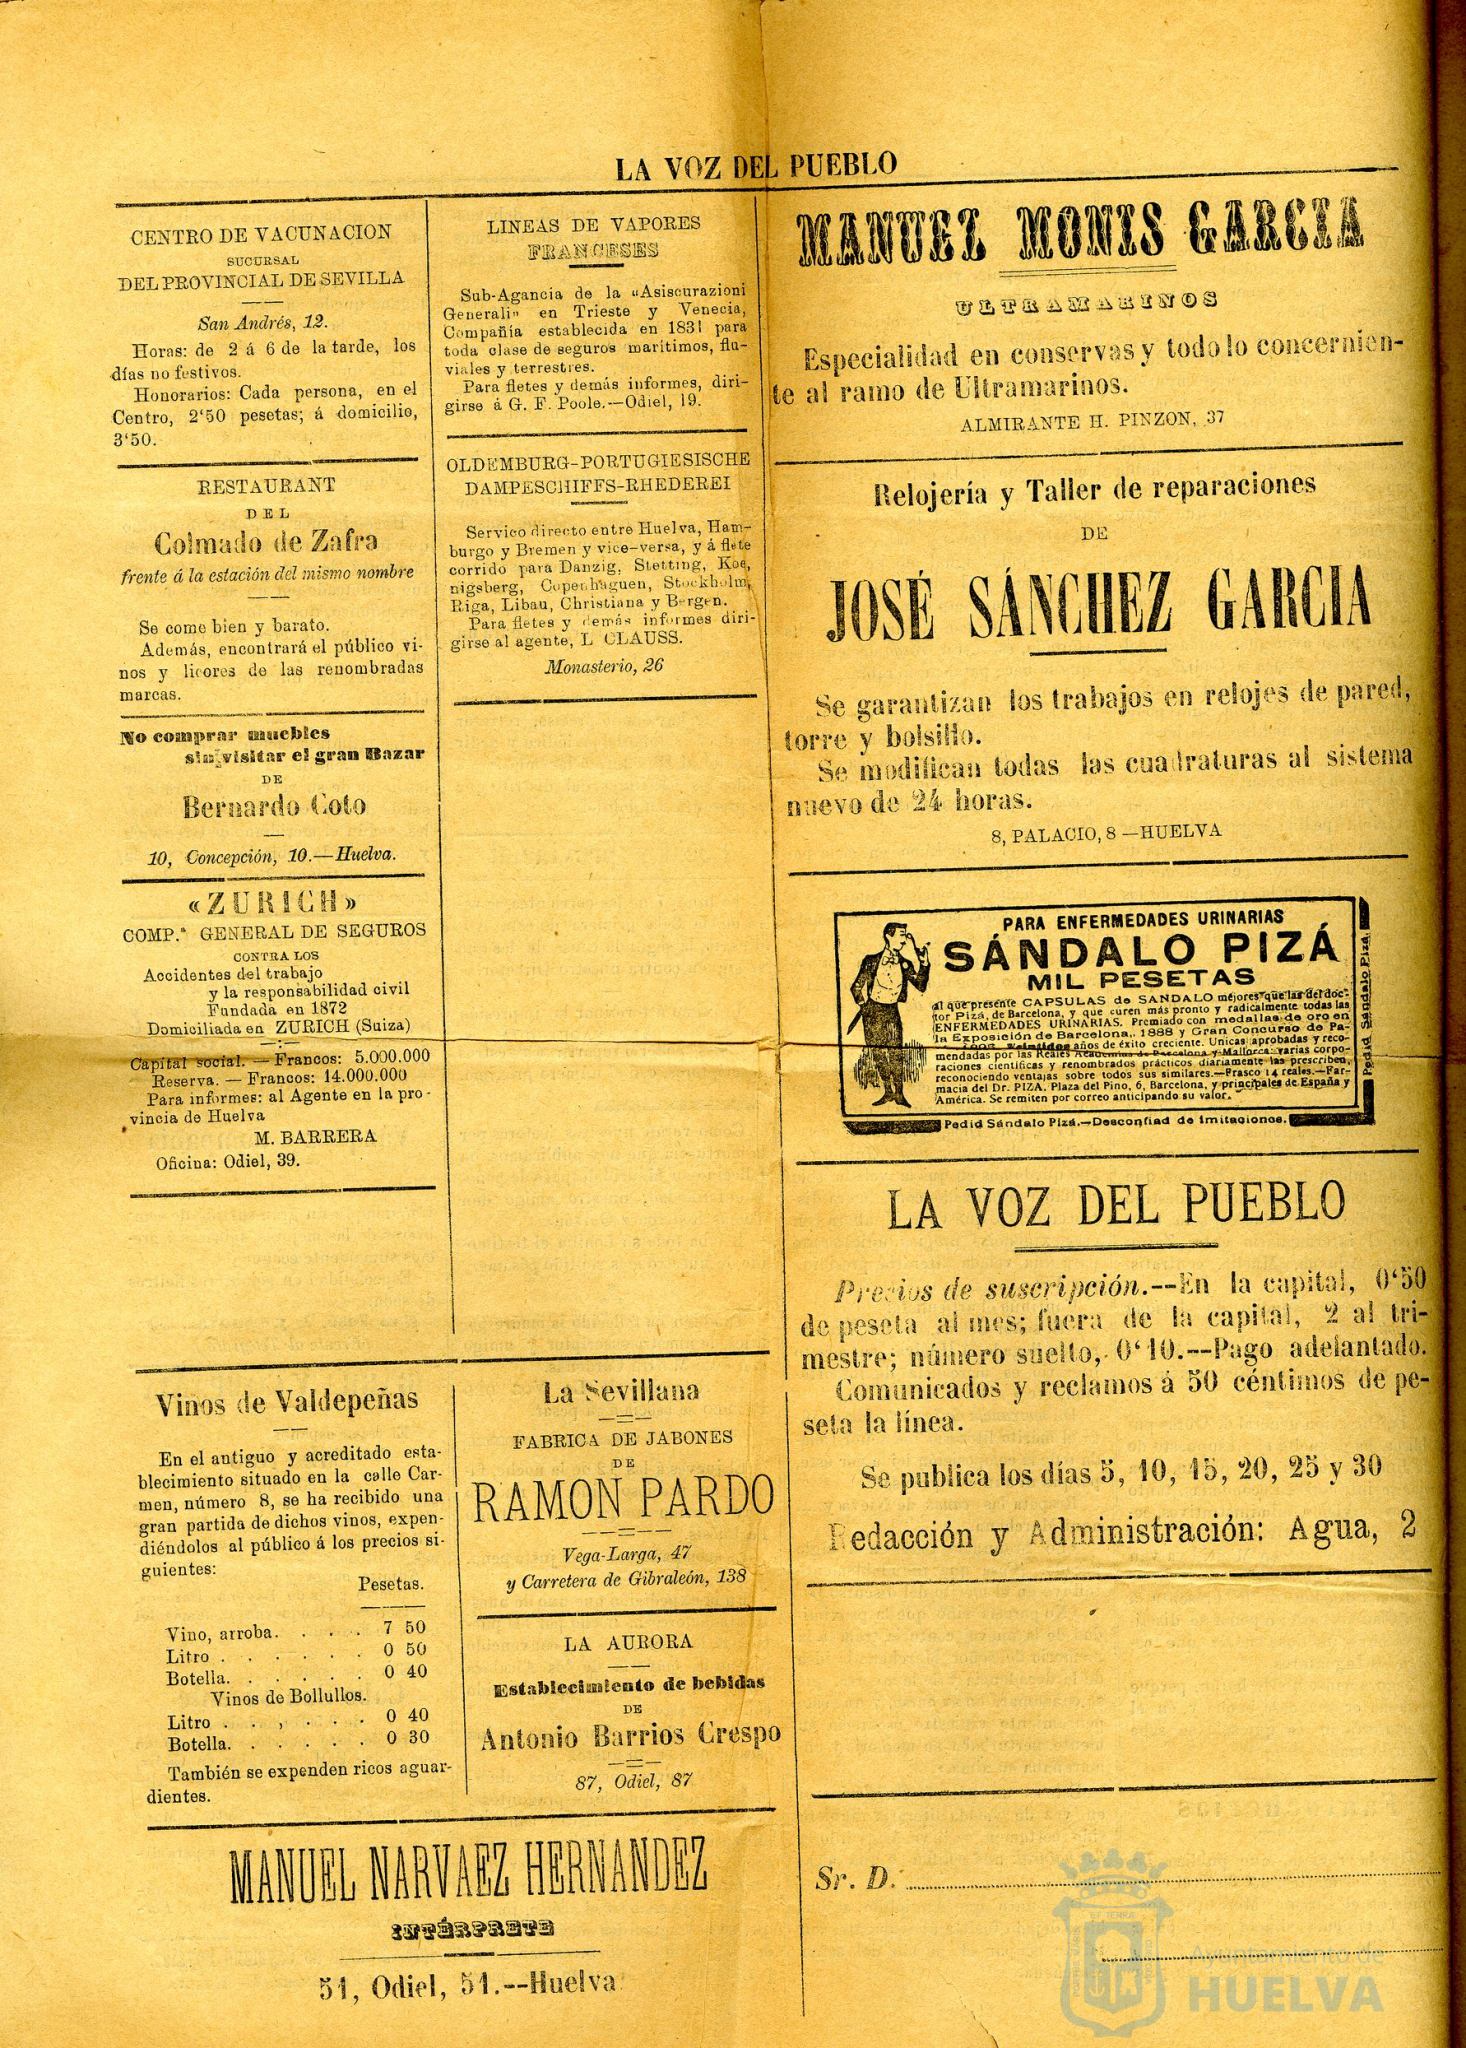 LA VOZ DEL PUEBLO
CENTRO DE VACUNACION
SUCURSAL
DEL PROVINCIAL DE SEVILLA
San Andrés, 12.
Horas: de 2 á 6 de la tarde, los
días no festivos.
Honorarios: Cada persona, en el
Centro, 2'50 pesetas; á domicilio,
3'50.
RESTAURANT
DEL
Colmado de Zafra
frente á la estación del mismo nombre
Se come bien y barato.
Además, encontrará el público vi-
nos y licores de las renombradas
marcas.
No comprar muebles
sin visitar el gran Bazar
DE
Bernardo Coto
10, Concepción, 10.—Huelva.
«ZURICH»
COMP.ª GENERAL DE SEGUROS
CONTRA LOS
Accidentes del trabajo
y la responsabilidad civil
Fundada en 1872
Domiciliada en ZURICH (Suiza)
Capital social. — Francos: 5.000.000
Reserva. — Francos: 14.000.000
Para informes: al Agente en la pro-
vincia de Huelva
M. BARRERA
Oficina: Odiel, 39.
LINEAS DE VAPORES
FRANCESES
Sub-Agancia de la "Asiscurazioni
Generali" en Trieste y Venecia,
Compañía establecida en 1831 para
toda clase de seguros marítimos, flu-
viales y terrestres.
Para fletes y demás informes, diri-
girse á G. F. Poole.—Odiel, 19.
OLDEMBURG-PORTUGIESISCHE
DAMPESCHIFFS-RHEDEREI
Servico directo entre Huelva, Ham-
burgo y Bremen y vice-versa, y á flete
corrido para Danzig, Stetting, Koe,
nigsberg, Copenhaguen, Stockholm,
Riga, Libau, Christiana y Bergen.
Para fletes y demás informes diri-
girse al agente, L CLAUSS.
Monasterio, 26
Vinos de Valdepeñas
En el antiguo y acreditado esta-
blecimiento situado en la calle Car-
men, número 8, se ha recibido una
gran partida de dichos vinos, expen-
diéndolos al público á los precios si-
guientes:
Pesetas.
Vino, arroba. . . . 7 50
Litro . . . . . . 0 50
Botella. . . . . . 0 40
Vinos de Bollullos.
Litro . . , . . . 0 40
Botella. . . . . . 0 30
También se expenden ricos aguar-
dientes.
La Sevillana
FABRICA DE JABONES
DE
RAMON PARDO
Vega-Larga, 47
y Carretera de Gibraleón, 138
LA AURORA
Establecimiento de bebidas
DE
Antonio Barrios Crespo
87, Odiel, 87
MANUEL NARVAEZ HERNANDEZ
INTÉRPRETE
51, Odiel, 51.--Huelva
MANUEL MONIS GARCIA
ULTRAMARINOS
Especialidad en conservas y todo lo concernien-
te al ramo de Ultramarinos.
ALMIRANTE H. PINZON, 37
Relojería y Taller de reparaciones
DE
JOSÉ SÁNCHEZ GARCIA
Se garantizan los trabajos en relojes de pared,
torre y bolsillo.
Se modifican todas las cuadraturas al sistema
nuevo de 24 horas.
8, PALACIO, 8—HUELVA
PARA ENFERMEDADES URINARIAS
SÁNDALO PIZÁ
MIL PESETAS
al que presente CAPSULAS de SANDALO mejores que las del doc-
tor Pizá, de Barcelona, y que curen más pronto y radicalmente todas las
ENFERMEDADES URINARIAS. Premiado con medallas de oro en
la Exposición de Barcelona, 1888 y Gran Concurso de Pa-
años de éxito creciente. Unicas aprobadas y reco-
mendadas por las Reales Academias de Barcelona y Mallorca: varias corpo-
raciones científicas y renombrados prácticos diariamente las prescriben,
reconociendo ventajas sobre todos sus similares.—Frasco 14 reales.—Far-
macia del Dr. PIZA, Plaza del Pino, 6, Barcelona, y principales de España y
América. Se remiten por correo anticipando su valor.
Pedid Sándalo Pizá.—Desconfiad de imitaciones.
Pedid Sándalo Pizá.
LA VOZ DEL PUEBLO
Precios de suscripción.--En la capital, 0'50
de peseta al mes; fuera de la capital, 2 al tri-
mestre; número suelto, 0'10.--Pago adelantado.
Comunicados y reclamos á 50 céntimos de pe-
seta la línea.
Se publica los días 5, 10, 15, 20, 25 y 30
Redacción y Administración: Agua, 2
Sr. D.
Ayuntamiento de
HUELVA